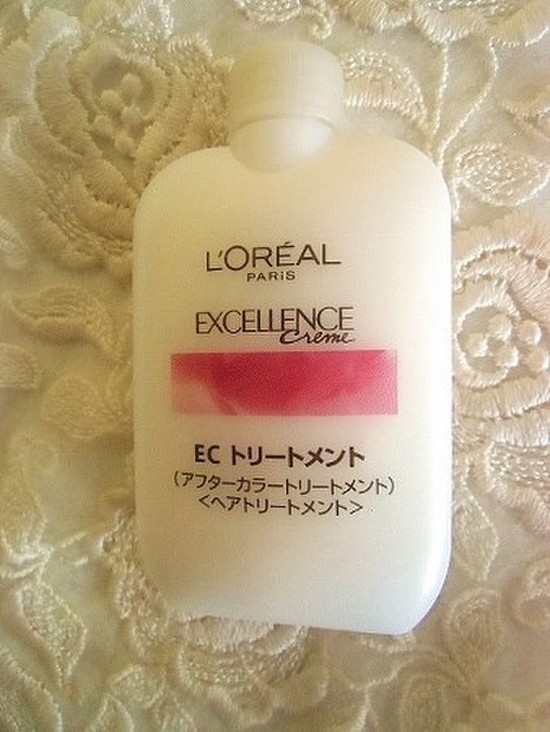 L'ORÉAL
PARIS
EXCELLENCE
Creme
EC トリートメント
(アフターカラートリートメント)
<ヘアトリートメント>